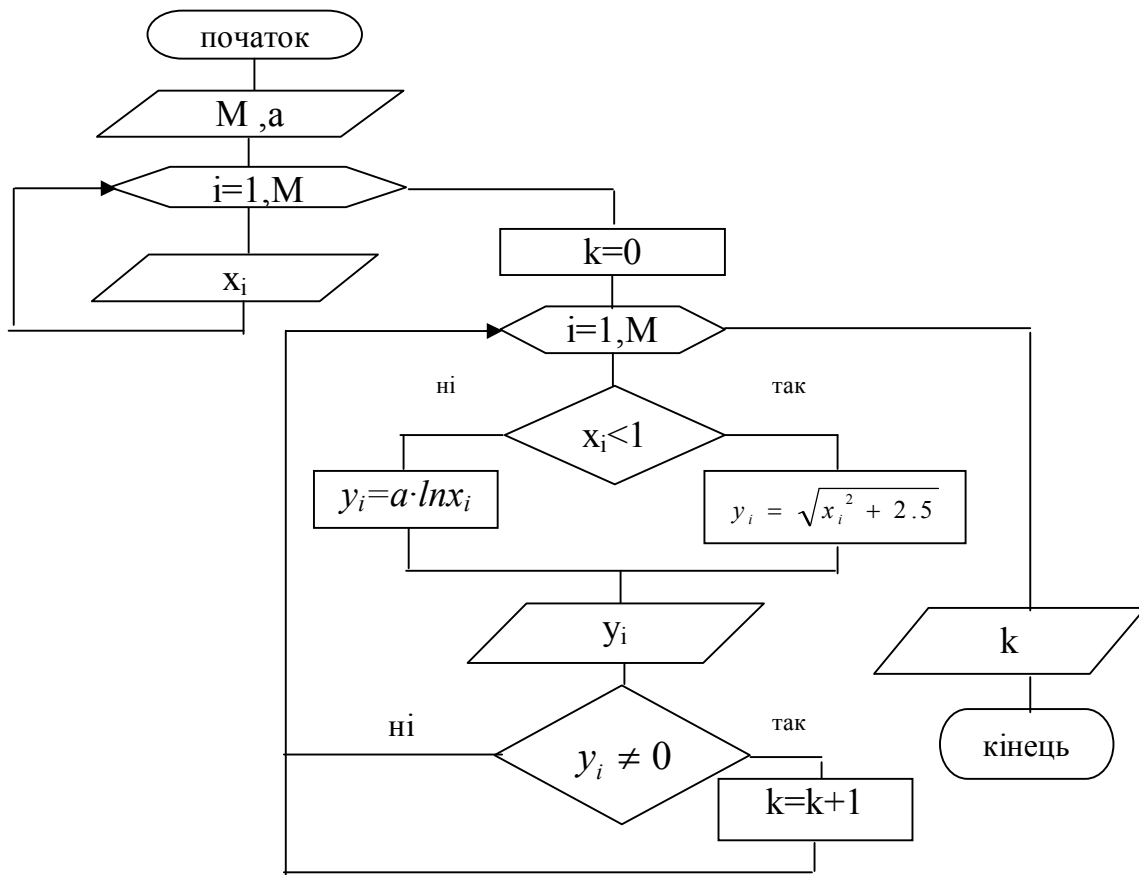 початок
M ,a
i=1,M
xᵢ
k=0
i=1,M
ні
так
xᵢ<1
yᵢ=a·lnxᵢ
yᵢ = √xᵢ² + 2.5
yᵢ
k
ні
так
yᵢ ≠ 0
кінець
k=k+1